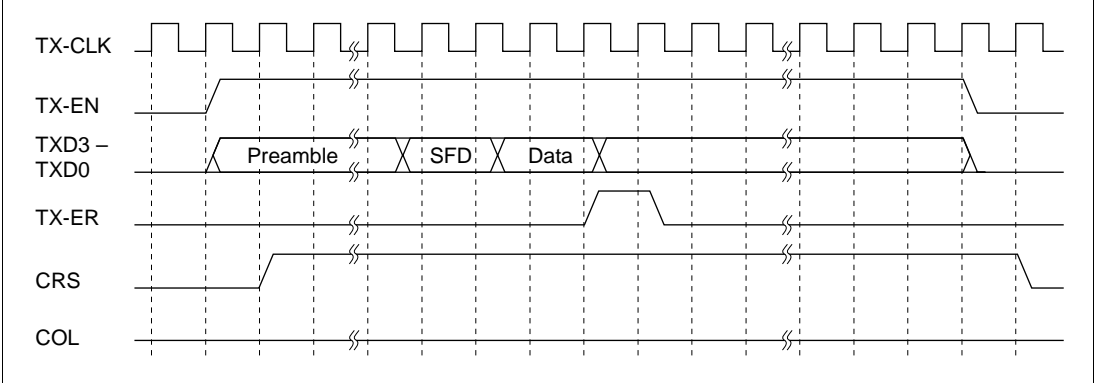 TX-CLK
TX-EN
TXD3 –
TXD0
Preamble SFD Data
TX-ER
CRS
COL